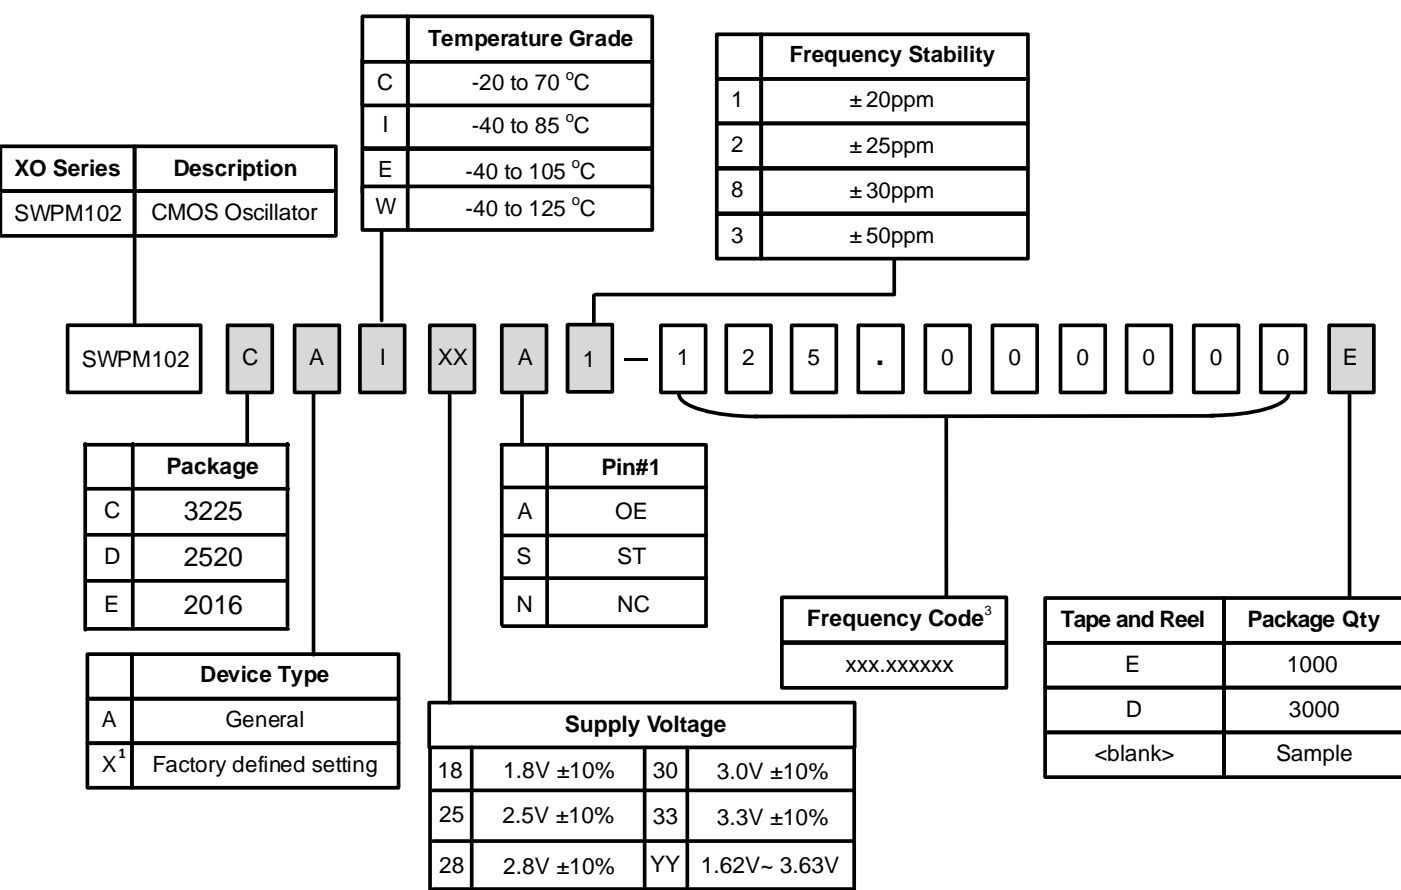 Temperature Grade
C -20 to 70 °C
I -40 to 85 °C
E -40 to 105 °C
W -40 to 125 °C
Frequency Stability
1 ±20ppm
2 ±25ppm
8 ±30ppm
3 ±50ppm
XO Series Description
SWPM102 CMOS Oscillator
SWPM102 C A I XX A 1 — 1 2 5 . 0 0 0 0 0 0 E
Package
C 3225
D 2520
E 2016
Pin#1
A OE
S ST
N NC
Device Type
A General
X¹ Factory defined setting
Supply Voltage
18 1.8V ±10% 30 3.0V ±10%
25 2.5V ±10% 33 3.3V ±10%
28 2.8V ±10% YY 1.62V~ 3.63V
Frequency Code³
xxx.xxxxxx
Tape and Reel Package Qty
E 1000
D 3000
<blank> Sample